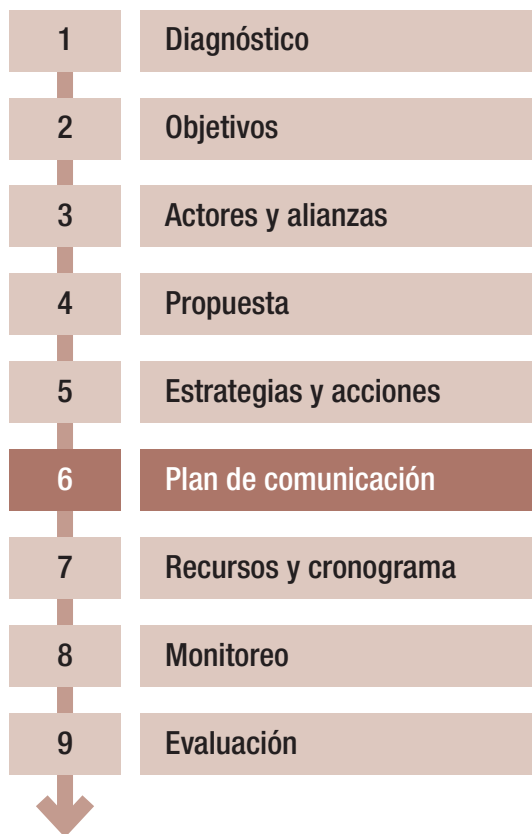 1 Diagnóstico
2 Objetivos
3 Actores y alianzas
4 Propuesta
5 Estrategias y acciones
6 Plan de comunicación
7 Recursos y cronograma
8 Monitoreo
9 Evaluación